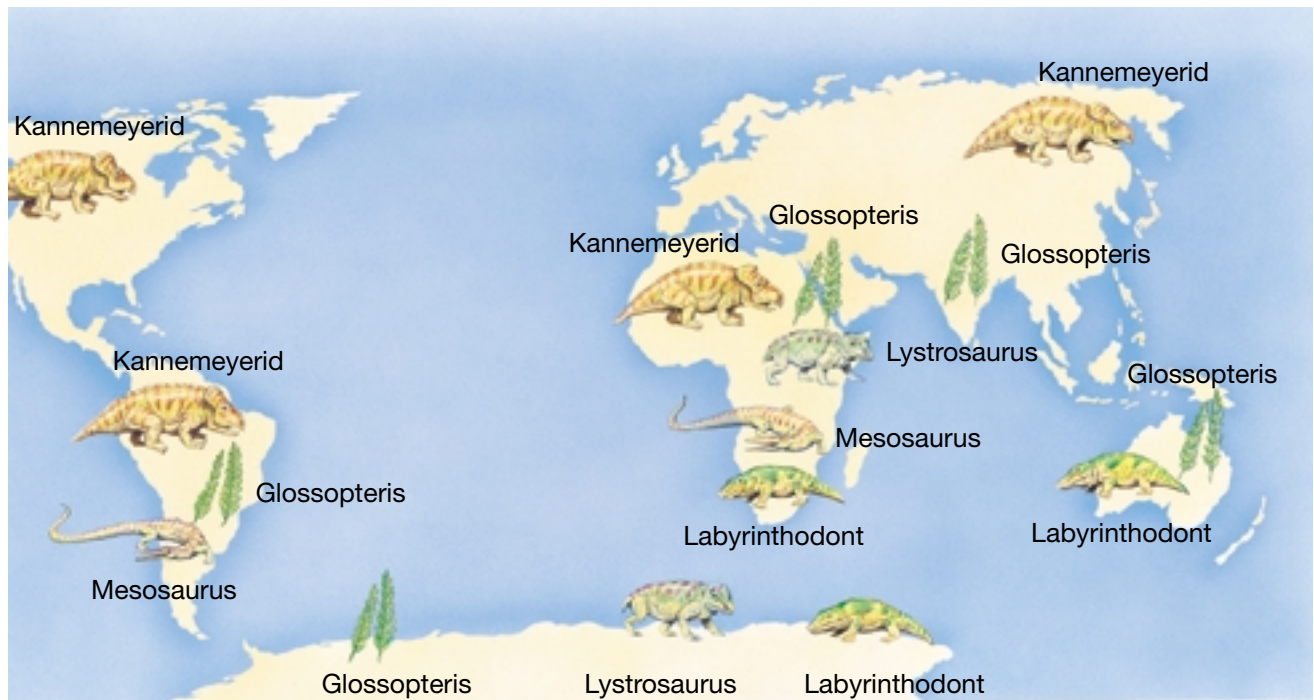 Kannemeyerid
Kannemeyerid
Glossopteris
Kannemeyerid
Glossopteris
Lystrosaurus
Kannemeyerid
Glossopteris
Mesosaurus
Glossopteris
Labyrinthodont
Labyrinthodont
Mesosaurus
Glossopteris
Lystrosaurus
Labyrinthodont